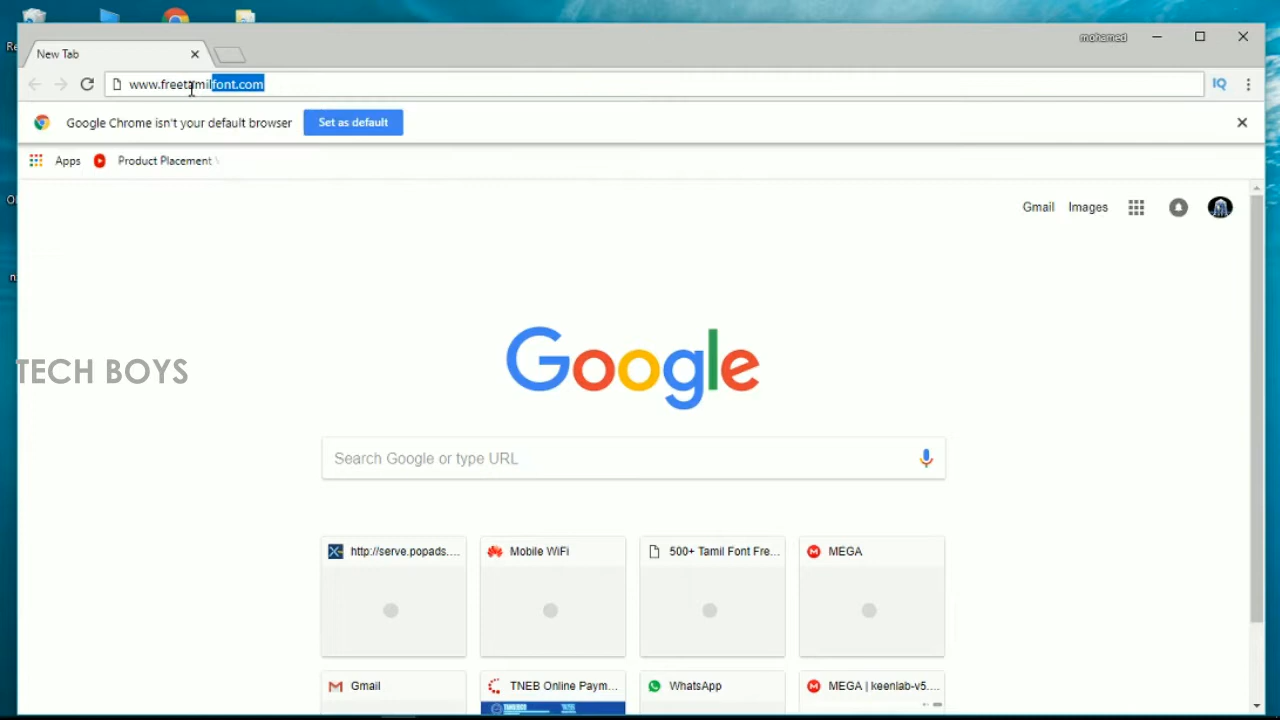 mohamed
New Tab
www.freetamilfont.com
IQ
Google Chrome isn't your default browser
Set as default
Apps
Product Placement
Gmail
Images
TECH BOYS
Google
Search Google or type URL
http://serve.popads....
Mobile WiFi
500+ Tamil Font Fre...
MEGA
Gmail
TNEB Online Paym...
WhatsApp
MEGA | keenlab-v5....